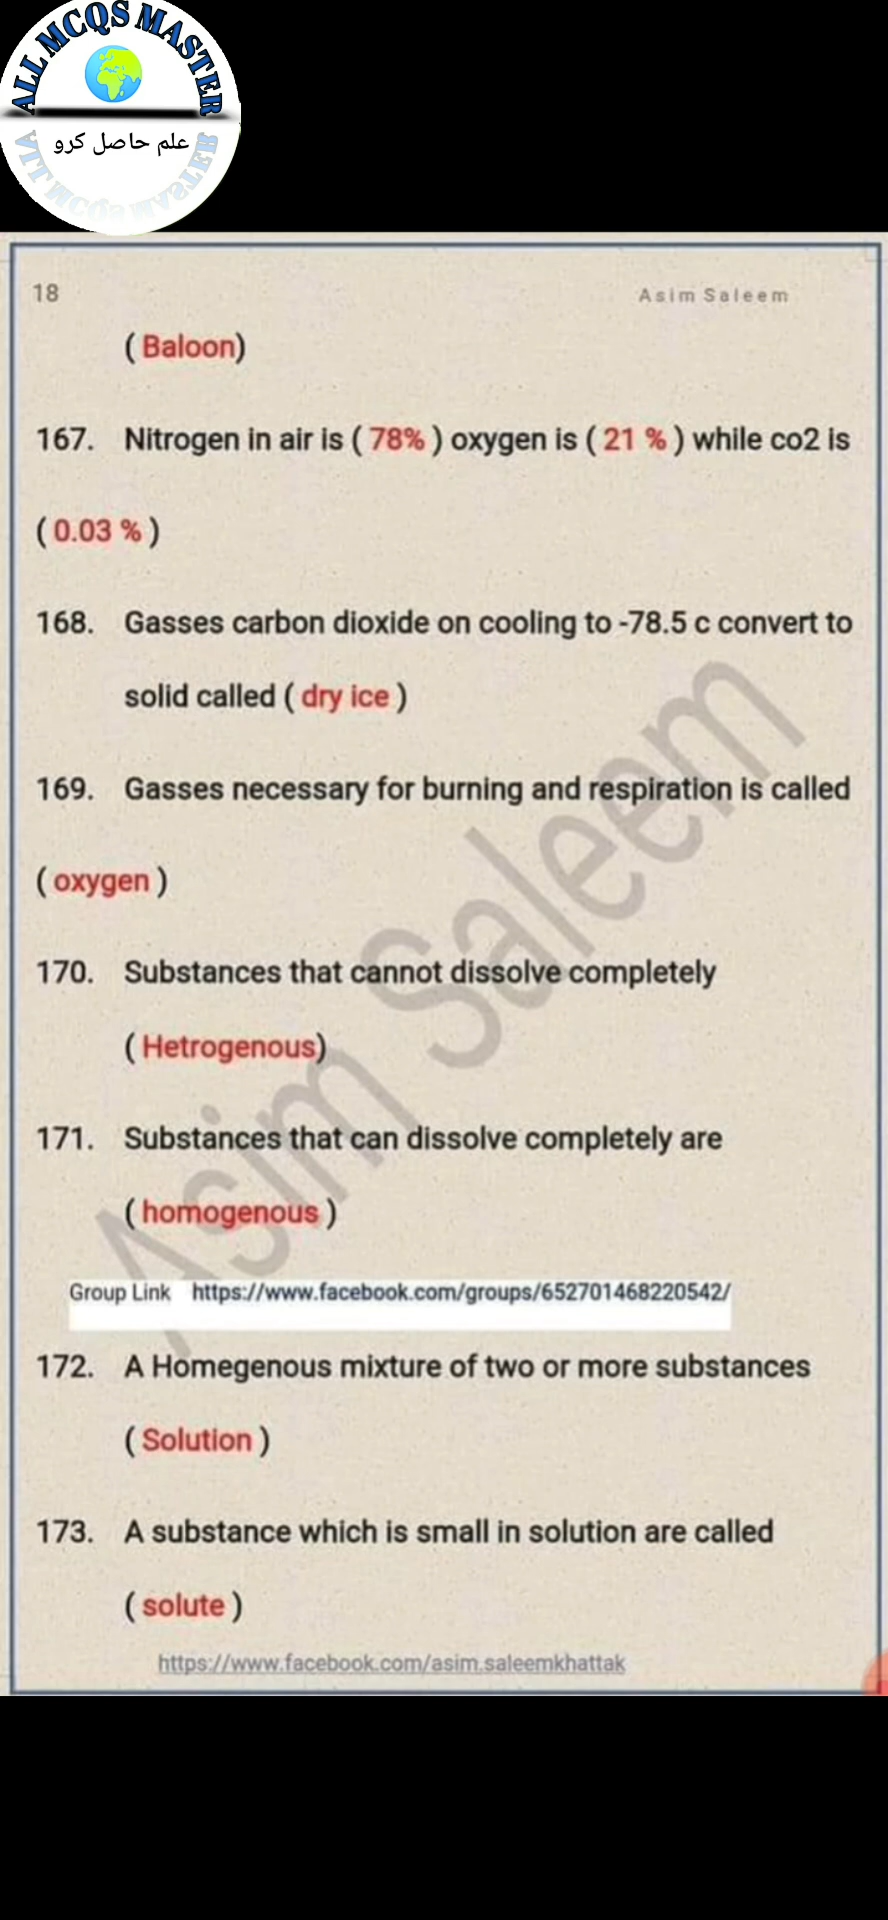 ALL MCQS MASTER
علم حاصل کرو
ALL MCQS MASTER
18
Asim Saleem
( Baloon)
167. Nitrogen in air is ( 78% ) oxygen is ( 21 % ) while co2 is
( 0.03 % )
168. Gasses carbon dioxide on cooling to -78.5 c convert to
solid called ( dry ice )
169. Gasses necessary for burning and respiration is called
( oxygen )
170. Substances that cannot dissolve completely
( Hetrogenous)
171. Substances that can dissolve completely are
( homogenous )
Group Link https://www.facebook.com/groups/652701468220542/
172. A Homegenous mixture of two or more substances
( Solution )
173. A substance which is small in solution are called
( solute )
https://www.facebook.com/asim.saleemkhattak
Asim Saleem